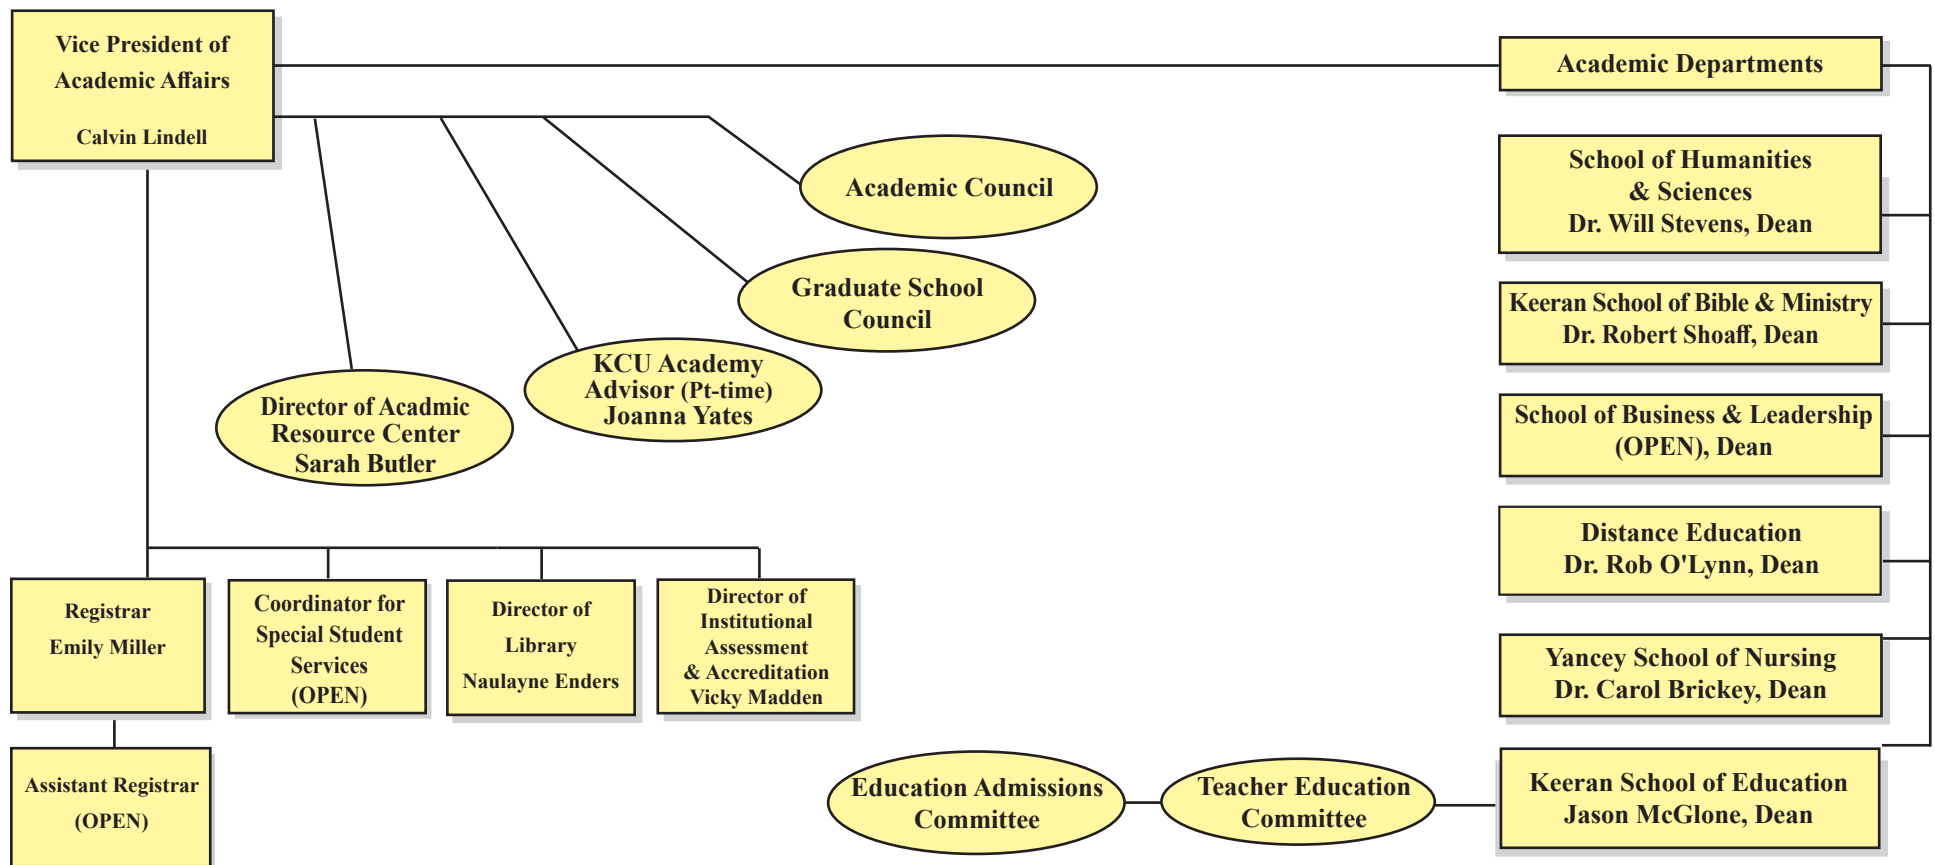 Vice President of
Academic Affairs
Calvin Lindell
Academic Departments
School of Humanities
& Sciences
Dr. Will Stevens, Dean
Academic Council
Graduate School
Council
Keeran School of Bible & Ministry
Dr. Robert Shoaff, Dean
KCU Academy
Advisor (Pt-time)
Joanna Yates
Director of Acadmic
Resource Center
Sarah Butler
School of Business & Leadership
(OPEN), Dean
Distance Education
Dr. Rob O'Lynn, Dean
Registrar
Emily Miller
Coordinator for
Special Student
Services
(OPEN)
Director of
Library
Naulayne Enders
Director of
Institutional
Assessment
& Accreditation
Vicky Madden
Yancey School of Nursing
Dr. Carol Brickey, Dean
Assistant Registrar
(OPEN)
Education Admissions
Committee
Teacher Education
Committee
Keeran School of Education
Jason McGlone, Dean